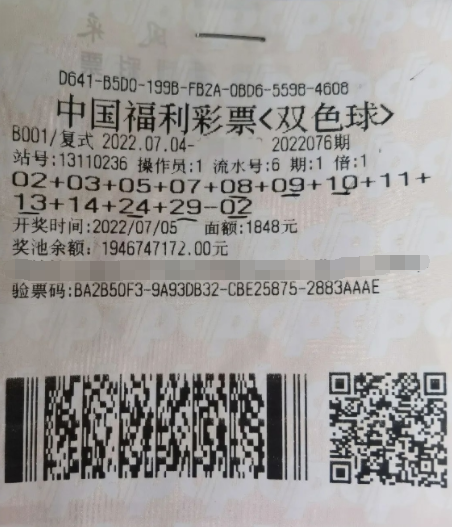 D641-B5D0-199B-FB2A-0BD6-5598-4608
中国福利彩票<双色球>
B001/复式 2022.07.04- 2022076期
站号:13110236 操作员:1 流水号:6 期:1 倍:1
02+03+05+07+08+09+10+11+
13+14+24+29-02
开奖时间:2022/07/05 面额:1848元
奖池余额: 1946747172.00元
验票码:BA2B50F3-9A93DB32-CBE25875-2883AAAE